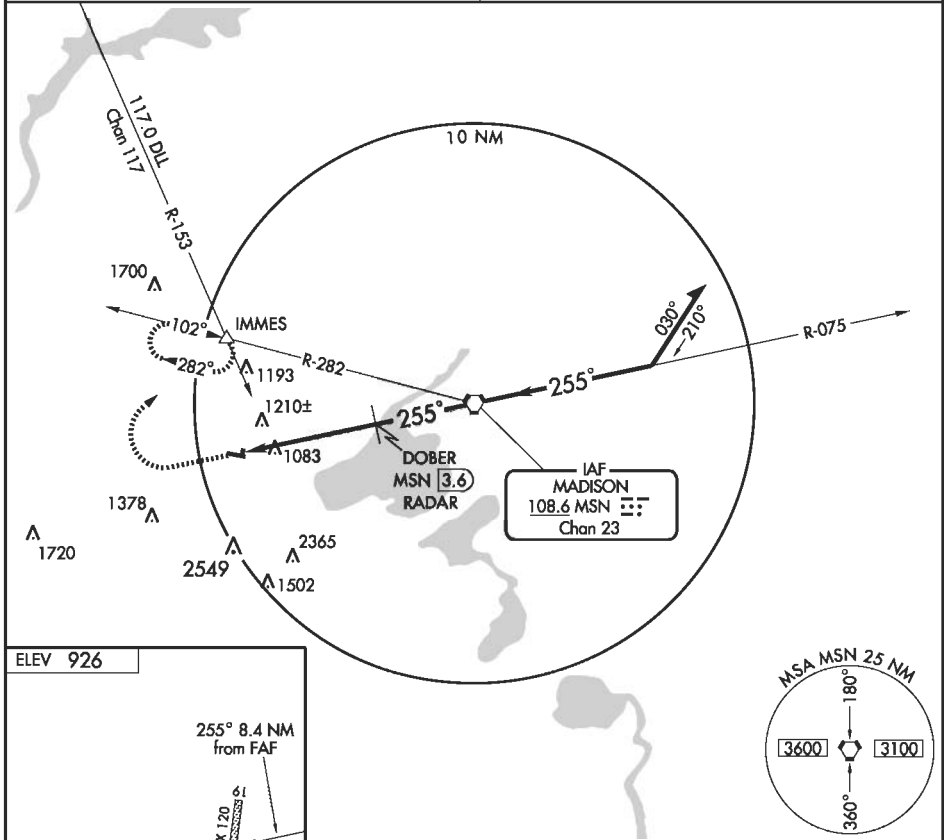 10 NM
117.0 DLL
Chan 117
R-153
1700
102°
IMMES
282°
R-282
1193
1210±
1083
030°
210°
R-075
255°
255°
DOBER
MSN 3.6
RADAR
IAF
MADISON
108.6 MSN
Chan 23
1378
1720
2549
2365
1502
ELEV 926
255° 8.4 NM
from FAF
19
X 120
MSA MSN 25 NM
180°
3600
3100
360°